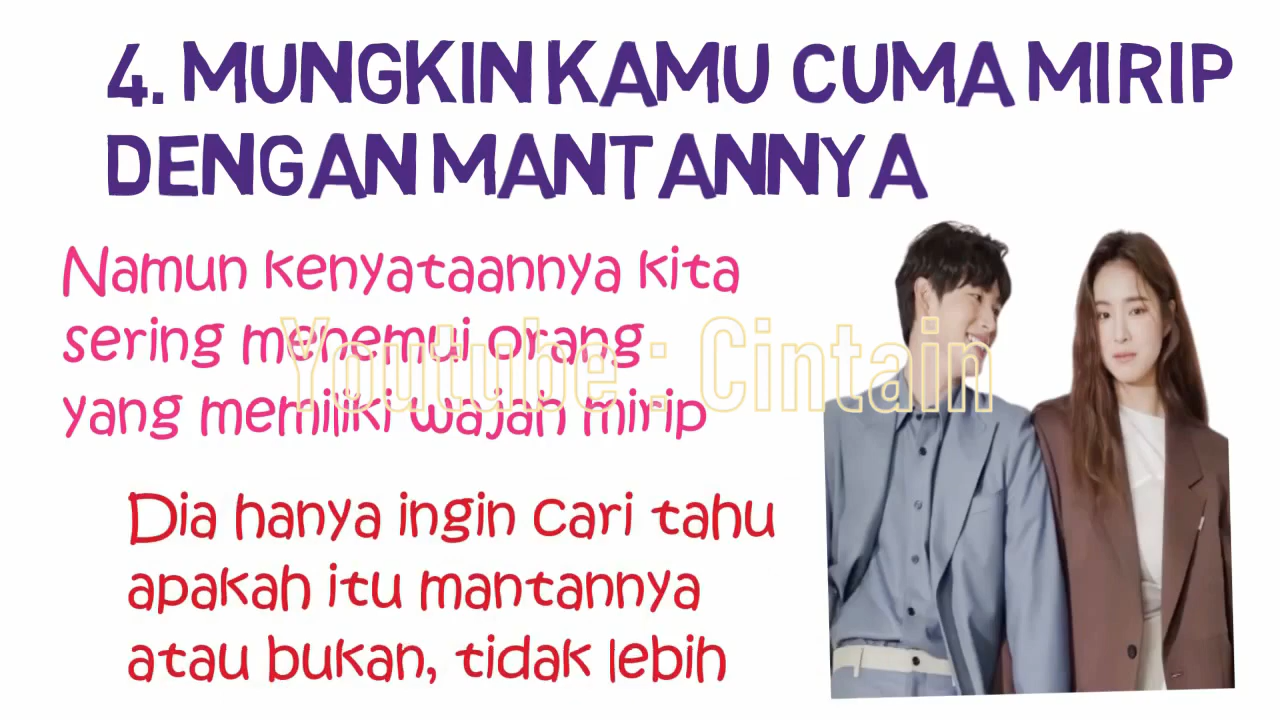 4. MUNGKIN KAMU CUMA MIRIP
DENGAN MANTANNYA
Namun kenyataannya kita
sering menemui orang
yang memiliki wajah mirip
Youtube : Cintain
Dia hanya ingin cari tahu
apakah itu mantannya
atau bukan, tidak lebih